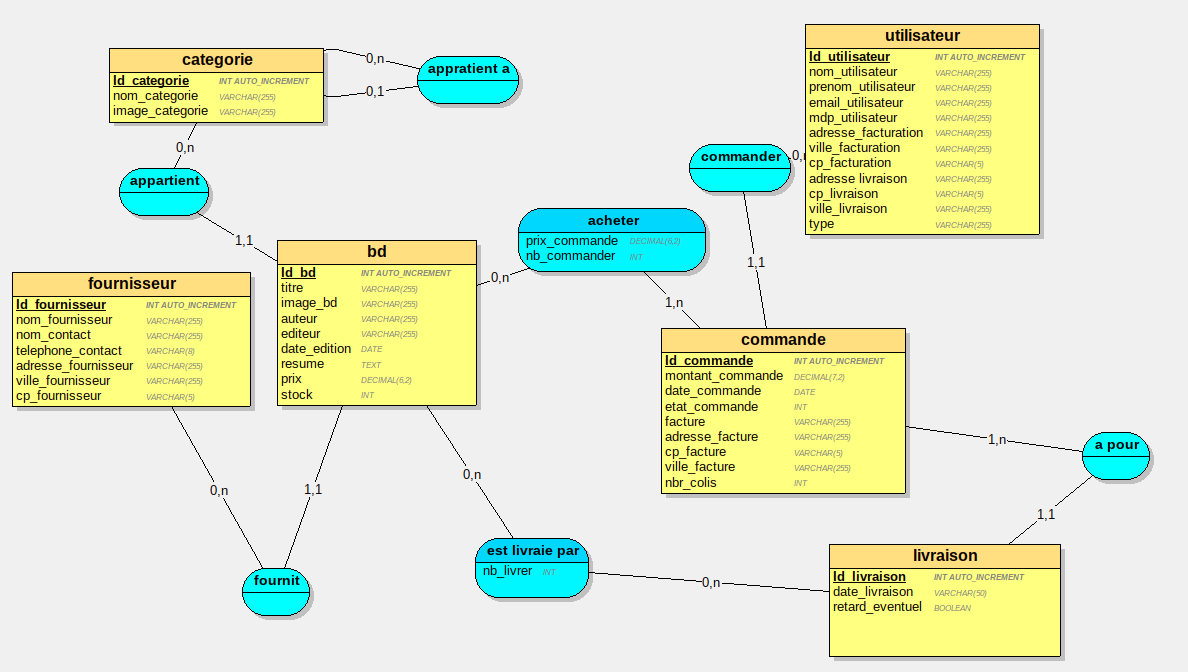 categorie
Id_categorie INT AUTO_INCREMENT
nom_categorie VARCHAR(255)
image_categorie VARCHAR(255)
0,n
0,1
appratient a
0,n
appartient
1,1
utilisateur
Id_utilisateur INT AUTO_INCREMENT
nom_utilisateur VARCHAR(255)
prenom_utilisateur VARCHAR(255)
email_utilisateur VARCHAR(255)
mdp_utilisateur VARCHAR(255)
adresse_facturation VARCHAR(255)
ville_facturation VARCHAR(255)
cp_facturation VARCHAR(5)
adresse livraison VARCHAR(255)
cp_livraison VARCHAR(5)
ville_livraison VARCHAR(255)
type VARCHAR(255)
commander
0,n
1,1
acheter
prix_commande DECIMAL(6,2)
nb_commander INT
0,n
1,n
bd
Id_bd INT AUTO_INCREMENT
titre VARCHAR(255)
image_bd VARCHAR(255)
auteur VARCHAR(255)
editeur VARCHAR(255)
date_edition DATE
resume TEXT
prix DECIMAL(6,2)
stock INT
fournisseur
Id_fournisseur INT AUTO_INCREMENT
nom_fournisseur VARCHAR(255)
nom_contact VARCHAR(255)
telephone_contact VARCHAR(8)
adresse_fournisseur VARCHAR(255)
ville_fournisseur VARCHAR(255)
cp_fournisseur VARCHAR(5)
commande
Id_commande INT AUTO_INCREMENT
montant_commande DECIMAL(7,2)
date_commande DATE
etat_commande INT
facture VARCHAR(255)
adresse_facture VARCHAR(255)
cp_facture VARCHAR(5)
ville_facture VARCHAR(255)
nbr_colis INT
1,n
a pour
1,1
0,n
1,1
fournit
0,n
est livraie par
nb_livrer INT
0,n
livraison
Id_livraison INT AUTO_INCREMENT
date_livraison VARCHAR(50)
retard_eventuel BOOLEAN